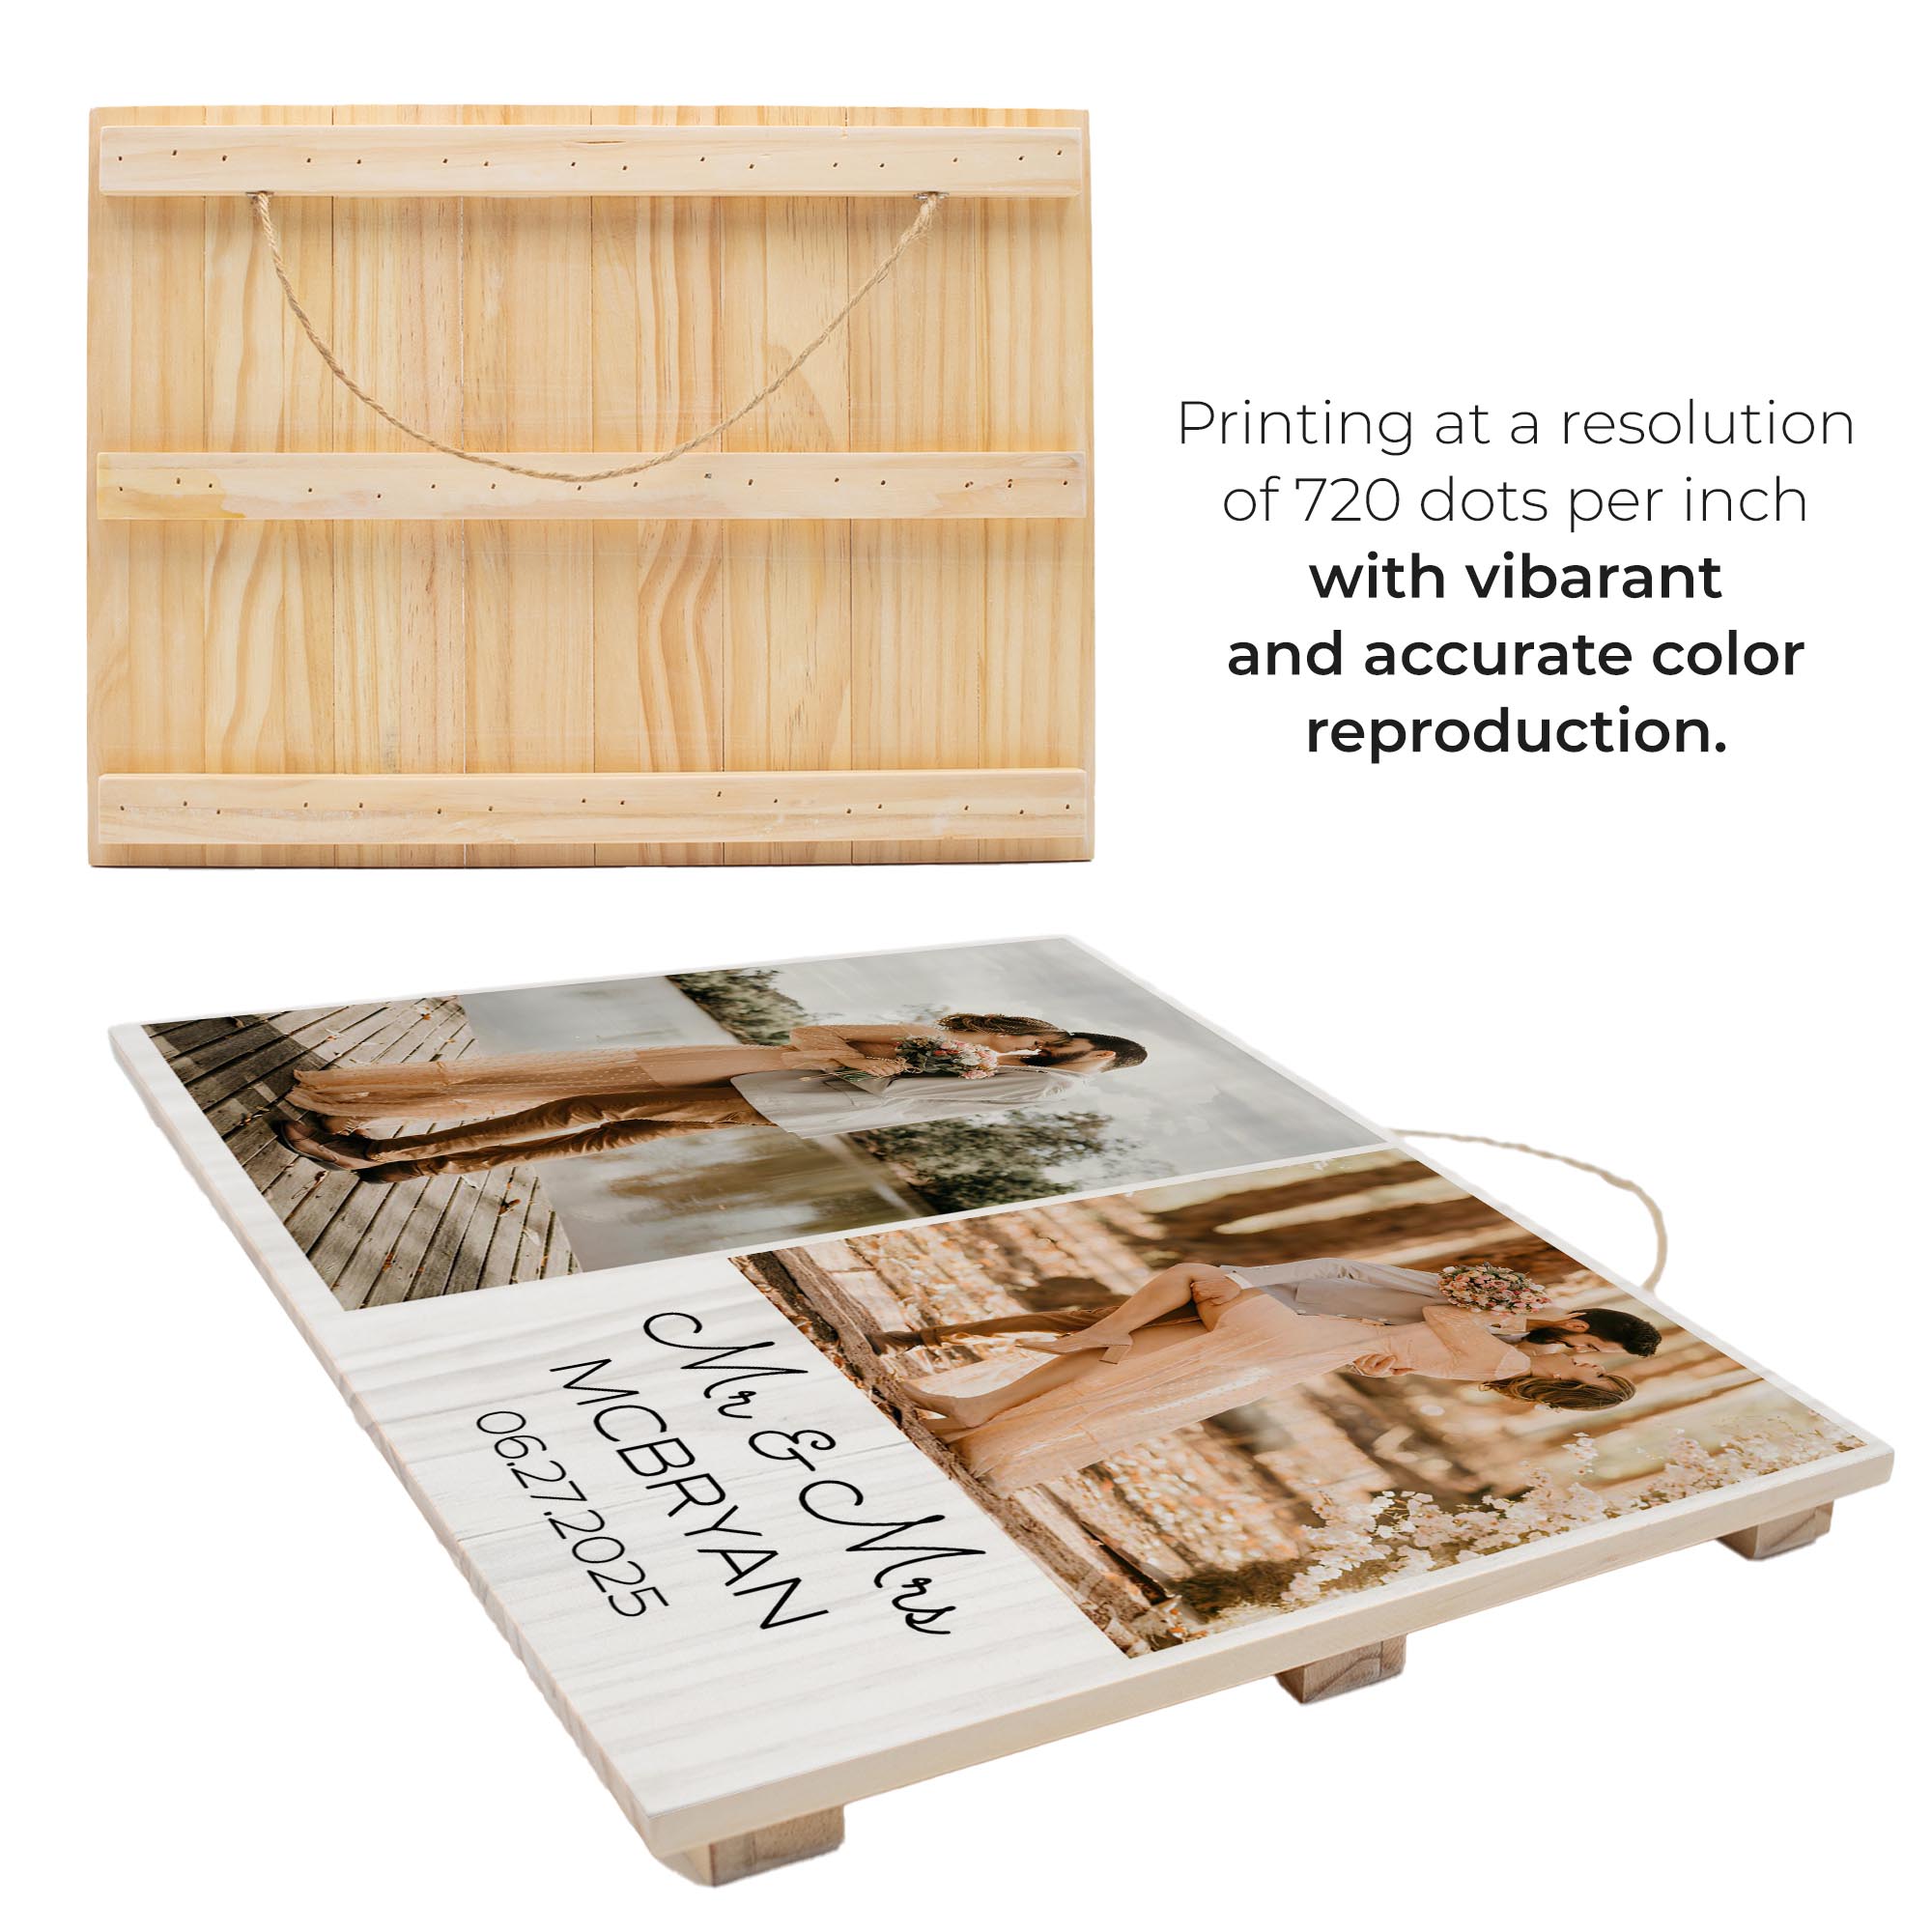 Printing at a resolution
of 720 dots per inch
with vibarant
and accurate color
reproduction.
Mr & Mrs
MCBRYAN
06.27.2025